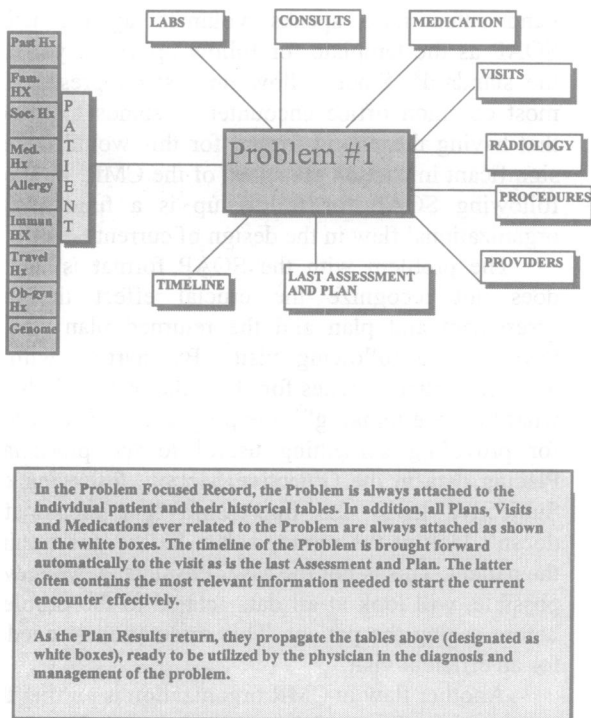 LABS
CONSULTS
MEDICATION
Past Hx
Fam.
HX
Soc. Hx
Med.
Hx
Allergy
Immun
HX
Travel
Hx
Ob-gyn
Hx
Genome
PATIENT
VISITS
Problem #1
RADIOLOGY
PROCEDURES
PROVIDERS
TIMELINE
LAST ASSESSMENT
AND PLAN
In the Problem Focused Record, the Problem is always attached to the
individual patient and their historical tables. In addition, all Plans, Visits
and Medications ever related to the Problem are always attached as shown
in the white boxes. The timeline of the Problem is brought forward
automatically to the visit as is the last Assessment and Plan. The latter
often contains the most relevant information needed to start the current
encounter effectively.
As the Plan Results return, they propagate the tables above (designated as
white boxes), ready to be utilized by the physician in the diagnosis and
management of the problem.